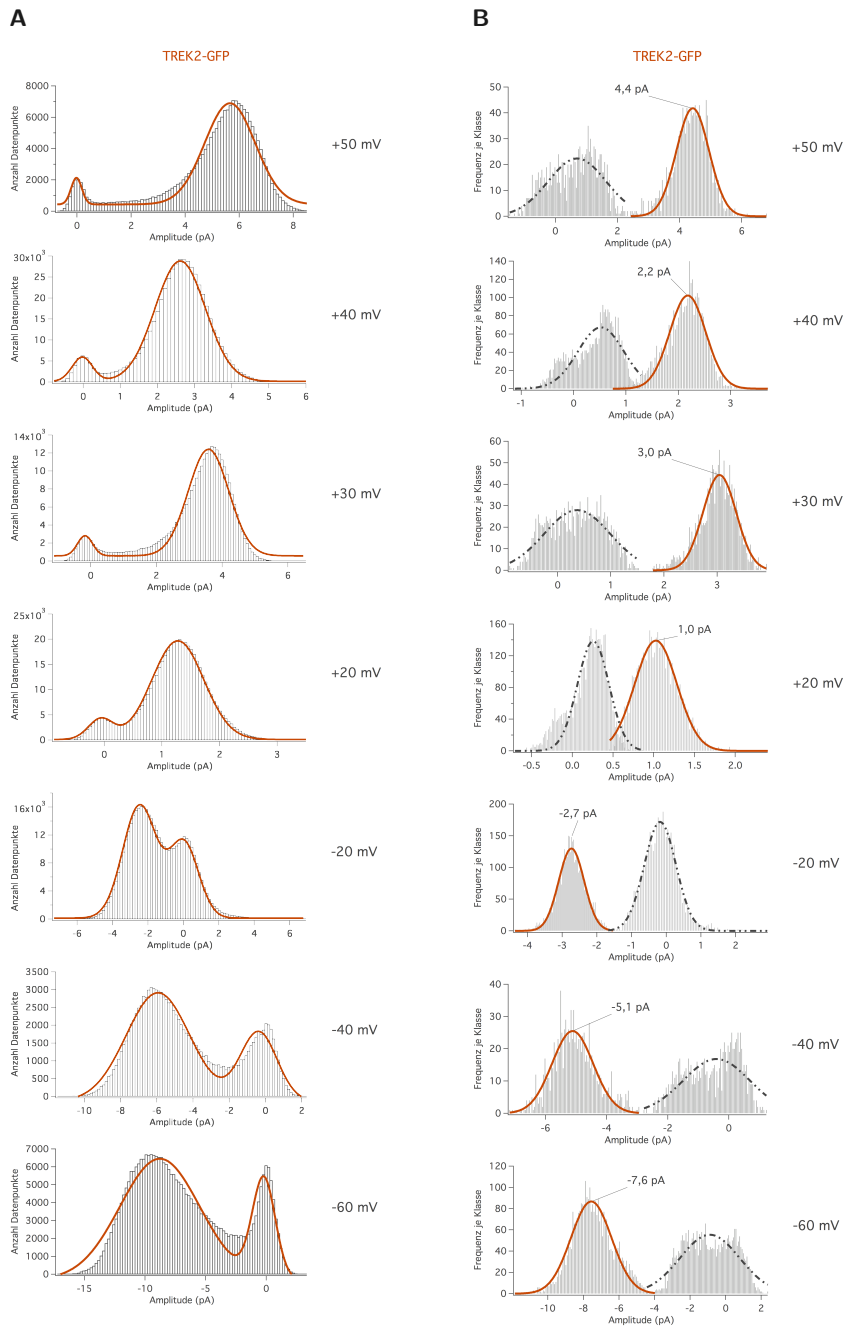 A
B
TREK2-GFP
TREK2-GFP
Anzahl Datenpunkte
8000
6000
4000
2000
0
0 2 4 6 8
Amplitude (pA)
+50 mV
Frequenz je Klasse
50
40
30
20
10
0
4,4 pA
0 2 4 6
Amplitude (pA)
+50 mV
Anzahl Datenpunkte
30x10³
25
20
15
10
5
0
0 1 2 3 4 5 6
Amplitude (pA)
+40 mV
Frequenz je Klasse
140
120
100
80
60
40
20
0
2,2 pA
-1 0 1 2 3
Amplitude (pA)
+40 mV
Anzahl Datenpunkte
14x10³
12
10
8
6
4
2
0
0 2 4 6
Amplitude (pA)
+30 mV
Frequenz je Klasse
60
50
40
30
20
10
0
3,0 pA
0 1 2 3
Amplitude (pA)
+30 mV
Anzahl Datenpunkte
25x10³
20
15
10
5
0
0 1 2 3
Amplitude (pA)
+20 mV
Frequenz je Klasse
160
120
80
40
0
1,0 pA
-0.5 0.0 0.5 1.0 1.5 2.0
Amplitude (pA)
+20 mV
Anzahl Datenpunkte
16x10³
12
8
4
0
-6 -4 -2 0 2 4 6
Amplitude (pA)
-20 mV
Frequenz je Klasse
200
150
100
50
0
-2,7 pA
-4 -3 -2 -1 0 1 2
Amplitude (pA)
-20 mV
Anzahl Datenpunkte
3500
3000
2500
2000
1500
1000
500
0
-10 -8 -6 -4 -2 0 2
Amplitude (pA)
-40 mV
Frequenz je Klasse
40
30
20
10
0
-5,1 pA
-6 -4 -2 0
Amplitude (pA)
-40 mV
Anzahl Datenpunkte
7000
6000
5000
4000
3000
2000
1000
0
-15 -10 -5 0
Amplitude (pA)
-60 mV
Frequenz je Klasse
120
100
80
60
40
20
0
-7,6 pA
-10 -8 -6 -4 -2 0 2
Amplitude (pA)
-60 mV